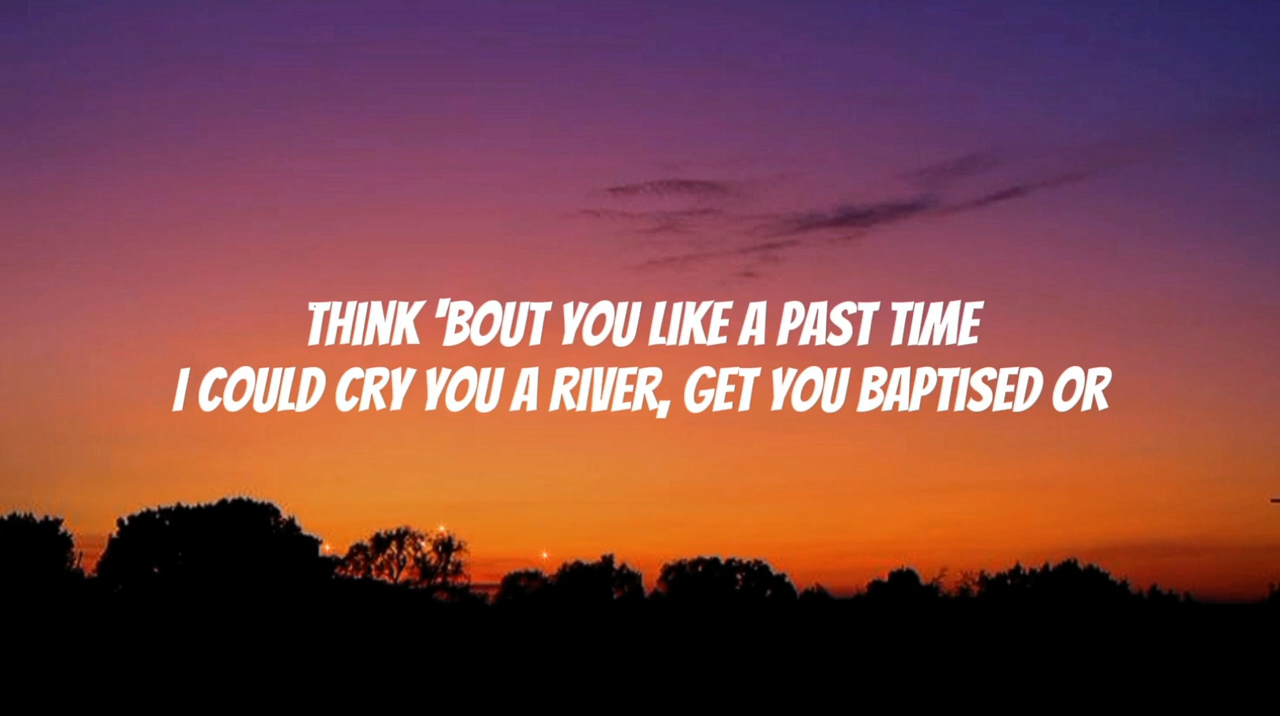 THINK 'BOUT YOU LIKE A PAST TIME
I COULD CRY YOU A RIVER, GET YOU BAPTISED OR